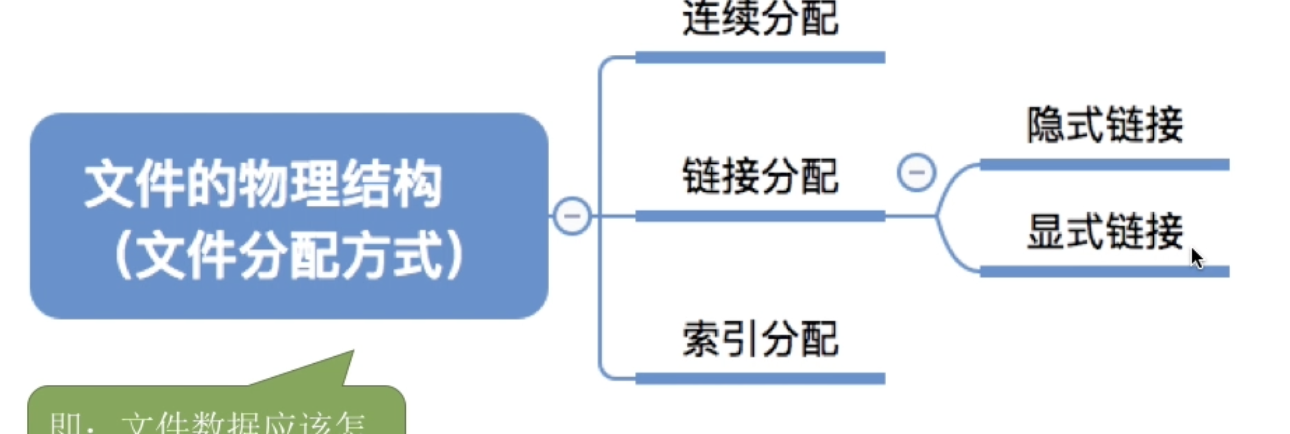 连续分配
隐式链接
文件的物理结构
链接分配
显式链接
（文件分配方式）
索引分配
即：文件数据应该怎